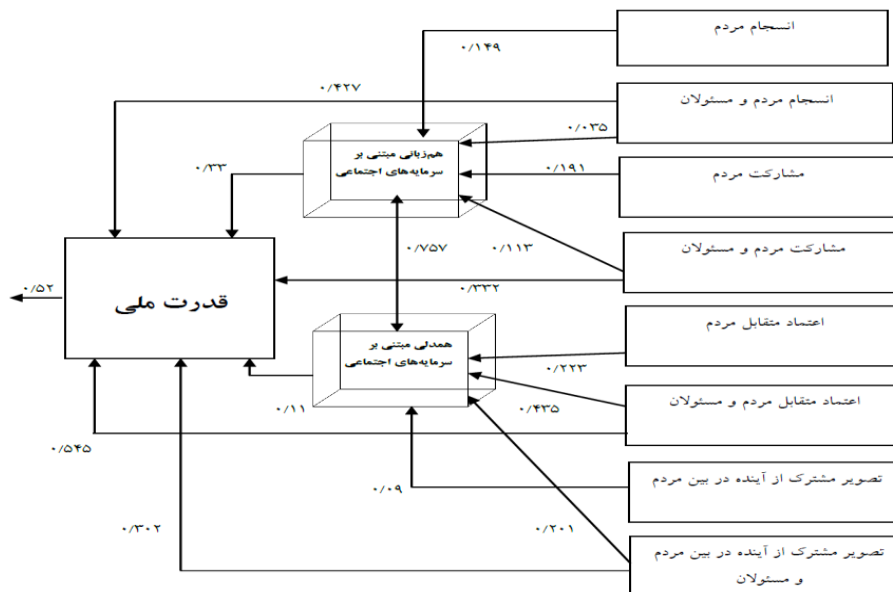 انسجام مردم
۰/۱۴۹
۰/۴۲۷
انسجام مردم و مسئولان
۰/۰۳۵
هم‌زبانی مبتنی بر
سرمایه‌های اجتماعی
۰/۳۳
۰/۱۹۱
مشارکت مردم
۰/۷۵۷
۰/۱۱۳
مشارکت مردم و مسئولان
۰/۵۲
قدرت ملی
۰/۳۳۲
اعتماد متقابل مردم
همدلی مبتنی بر
سرمایه‌های اجتماعی
۰/۲۲۳
۰/۱۱
۰/۴۳۵
اعتماد متقابل مردم و مسئولان
۰/۵۴۵
۰/۰۹
تصویر مشترک از آینده در بین مردم
۰/۳۰۲
۰/۲۰۱
تصویر مشترک از آینده در بین مردم
و مسئولان